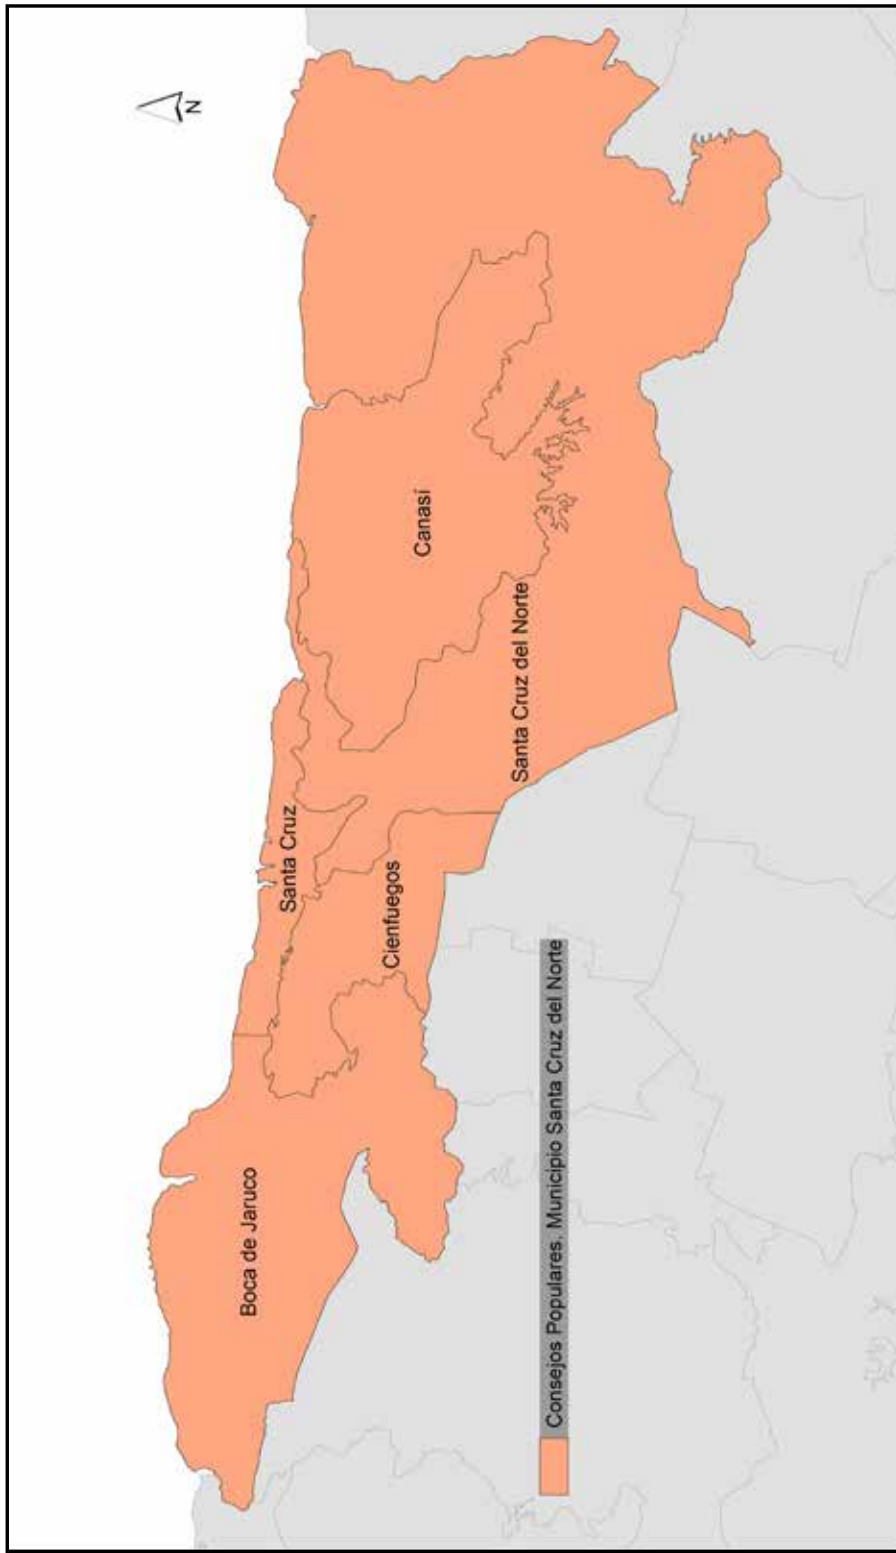 N
Boca de Jaruco
Santa Cruz
Cienfuegos
Canasí
Santa Cruz del Norte
Consejos Populares. Municipio Santa Cruz del Norte